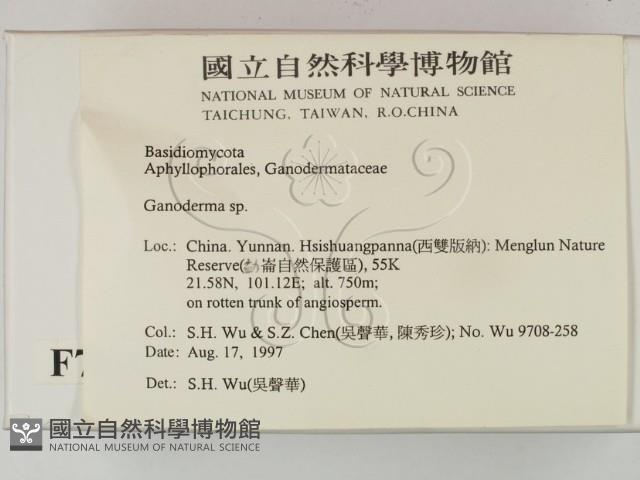 國立自然科學博物館
NATIONAL MUSEUM OF NATURAL SCIENCE
TAICHUNG, TAIWAN, R.O.CHINA
Basidiomycota
Aphyllophorales, Ganodermataceae
Ganoderma sp.
Loc.: China. Yunnan. Hsishuangpanna(西雙版納): Menglun Nature
Reserve(崙自然保護區), 55K
21.58N, 101.12E; alt. 750m;
on rotten trunk of angiosperm.
Col.: S.H. Wu & S.Z. Chen(吳聲華, 陳秀珍); No. Wu 9708-258
Date: Aug. 17, 1997
Det.: S.H. Wu(吳聲華)
國立自然科學博物館
NATIONAL MUSEUM OF NATURAL SCIENCE